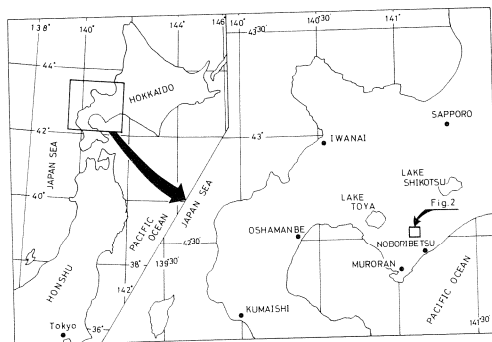 138°
140°
144°
146°
140°
43°30'
140°30'
141°
44°
HOKKAIDO
42°
JAPAN SEA
40°
PACIFIC OCEAN
JAPAN SEA
42°30'
139°30'
38°
142°
HONSHU
Tokyo
36°
SAPPORO
43°
IWANAI
LAKE
SHIKOTSU
LAKE
TOYA
Fig.2
OSHAMANBE
NOBORIBETSU
MURORAN
KUMAISHI
PACIFIC OCEAN
141°30'